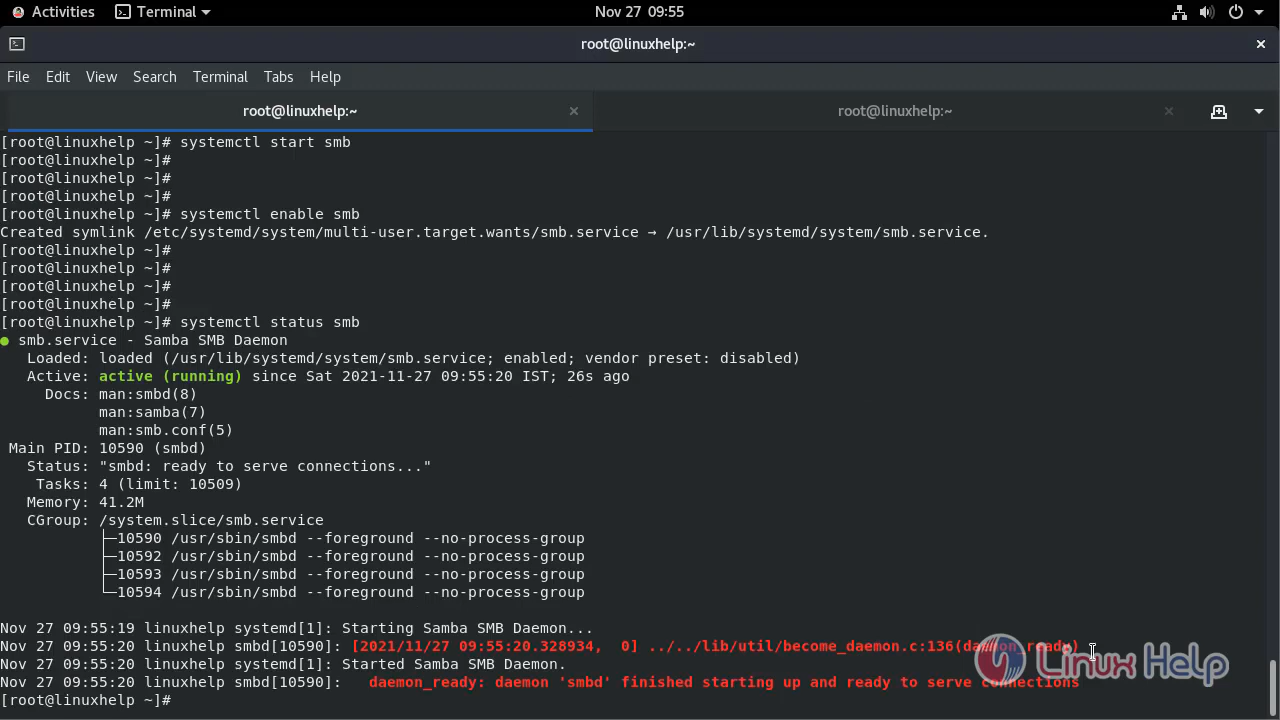 Activities Terminal Nov 27 09:55
root@linuxhelp:~ ×
File Edit View Search Terminal Tabs Help
root@linuxhelp:~ × root@linuxhelp:~ ×
[root@linuxhelp ~]# systemctl start smb
[root@linuxhelp ~]#
[root@linuxhelp ~]#
[root@linuxhelp ~]#
[root@linuxhelp ~]# systemctl enable smb
Created symlink /etc/systemd/system/multi-user.target.wants/smb.service → /usr/lib/systemd/system/smb.service.
[root@linuxhelp ~]#
[root@linuxhelp ~]#
[root@linuxhelp ~]#
[root@linuxhelp ~]#
[root@linuxhelp ~]# systemctl status smb
● smb.service - Samba SMB Daemon
Loaded: loaded (/usr/lib/systemd/system/smb.service; enabled; vendor preset: disabled)
Active: active (running) since Sat 2021-11-27 09:55:20 IST; 26s ago
Docs: man:smbd(8)
man:samba(7)
man:smb.conf(5)
Main PID: 10590 (smbd)
Status: "smbd: ready to serve connections..."
Tasks: 4 (limit: 10509)
Memory: 41.2M
CGroup: /system.slice/smb.service
├─10590 /usr/sbin/smbd --foreground --no-process-group
├─10592 /usr/sbin/smbd --foreground --no-process-group
├─10593 /usr/sbin/smbd --foreground --no-process-group
└─10594 /usr/sbin/smbd --foreground --no-process-group
Nov 27 09:55:19 linuxhelp systemd[1]: Starting Samba SMB Daemon...
Nov 27 09:55:20 linuxhelp smbd[10590]: [2021/11/27 09:55:20.328934,  0] ../../lib/util/become_daemon.c:136(daemon_ready)
Nov 27 09:55:20 linuxhelp systemd[1]: Started Samba SMB Daemon.
Nov 27 09:55:20 linuxhelp smbd[10590]:   daemon_ready: daemon 'smbd' finished starting up and ready to serve connections
[root@linuxhelp ~]#
Linux Help